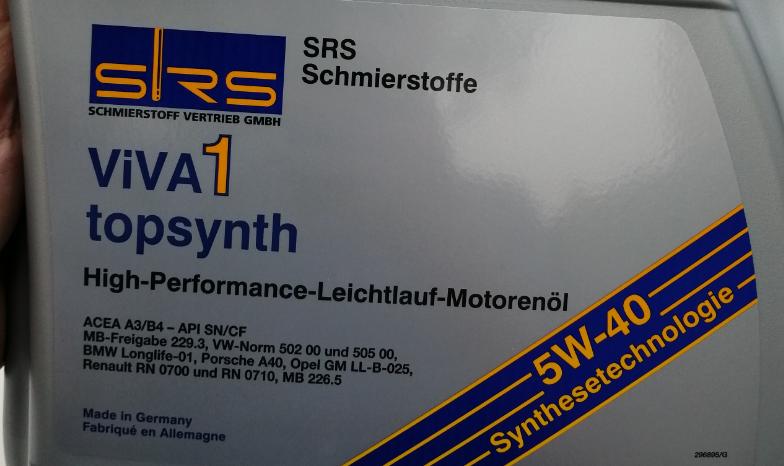 SRS
SCHMIERSTOFF VERTRIEB GMBH
SRS
Schmierstoffe
ViVA1
topsynth
High-Performance-Leichtlauf-Motorenöl
ACEA A3/B4 – API SN/CF
MB-Freigabe 229.3, VW-Norm 502 00 und 505 00,
BMW Longlife-01, Porsche A40, Opel GM LL-B-025,
Renault RN 0700 und RN 0710, MB 226.5
5W-40
Synthesetechnologie
Made in Germany
Fabriqué en Allemagne
296895/G